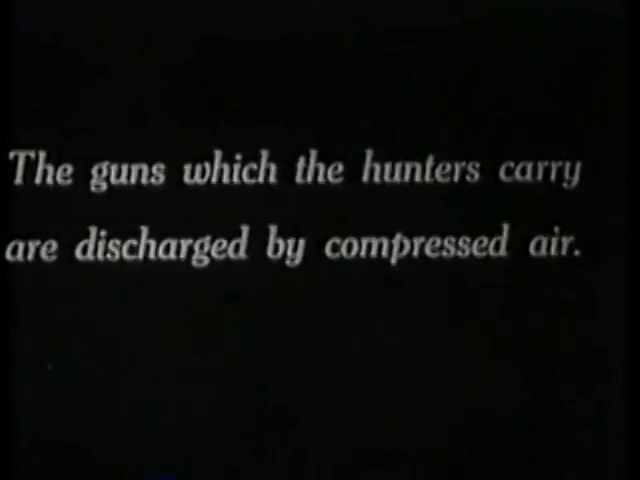 The guns which the hunters carry
are discharged by compressed air.